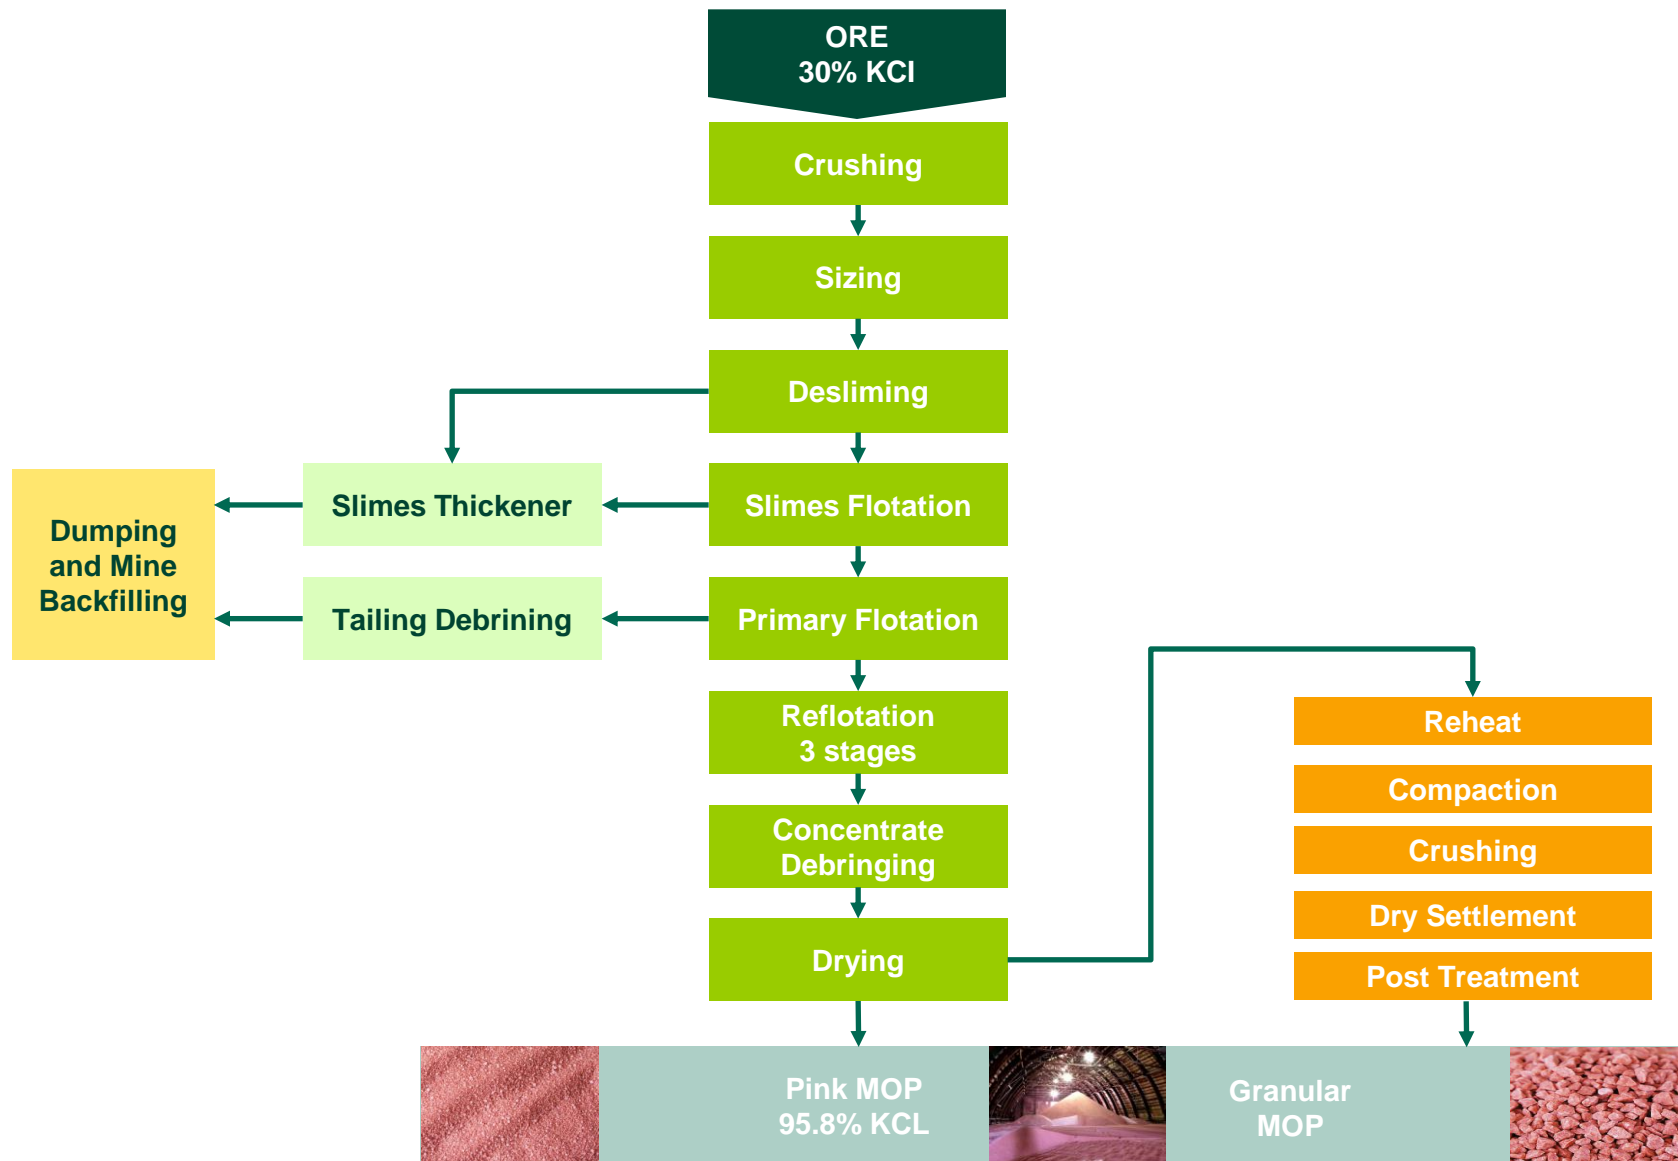 ORE
30% KCl
Crushing
Sizing
Desliming
Slimes Flotation
Slimes Thickener
Dumping
and Mine
Backfilling
Primary Flotation
Tailing Debrining
Reflotation
3 stages
Concentrate
Debringing
Drying
Reheat
Compaction
Crushing
Dry Settlement
Post Treatment
Pink MOP
95.8% KCL
Granular
MOP